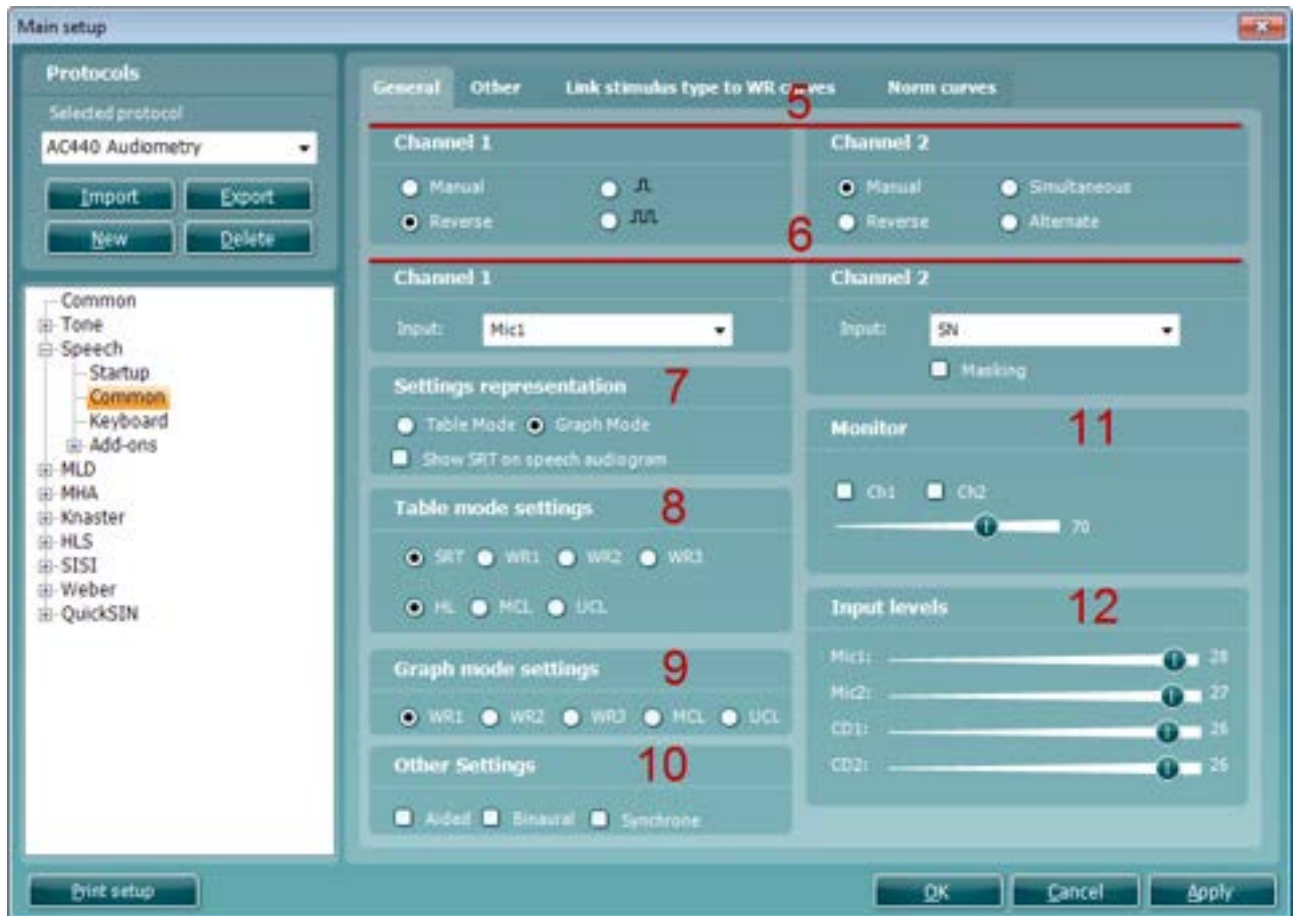 Main setup
Protocols
Selected protocol
AC440 Audiometry
Import Export
New Delete
Common
Tone
Speech
Startup
Common
Keyboard
Add-ons
MLD
MHA
Knaster
HLS
SISI
Weber
QuickSIN
Print setup
General Other Link stimulus type to WR curves Norm curves
5
Channel 1
Manual
Reverse
Channel 2
Manual Simultaneous
Reverse Alternate
6
Channel 1
Input: Mic1
Channel 2
Input: SN
Masking
Settings representation 7
Table Mode Graph Mode
Show SRT on speech audiogram
Table mode settings 8
SRT WR1 WR2 WR3
HL MCL UCL
Graph mode settings 9
WR1 WR2 WR3 MCL UCL
Other Settings 10
Aided Binaural Synchrone
Monitor 11
Ch1 Ch2
70
Input levels 12
Mic1: 28
Mic2: 27
CD1: 26
CD2: 26
OK Cancel Apply